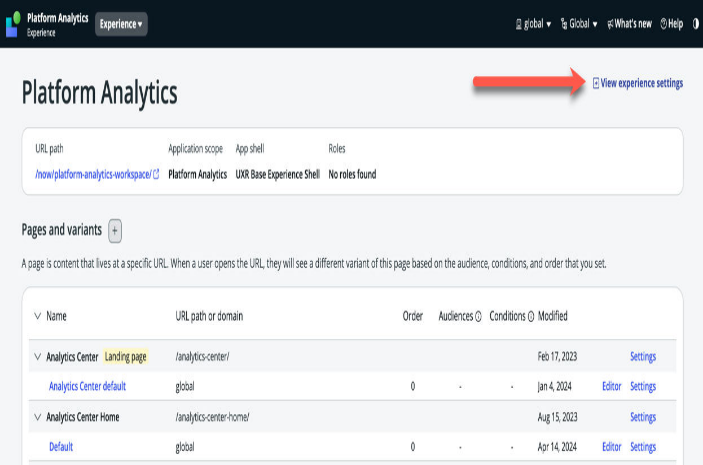 Platform Analytics
Experience
Experience
global
Global
What's new
Help
Platform Analytics
View experience settings
URL path
Application scope
App shell
Roles
/now/platform-analytics-workspace/
Platform Analytics
UXR Base Experience Shell
No roles found
Pages and variants +
A page is content that lives at a specific URL. When a user opens the URL, they will see a different variant of this page based on the audience, conditions, and order that you set.
Name URL path or domain Order Audiences Conditions Modified
Analytics Center Landing page /analytics-center/ Feb 17, 2023 Settings
Analytics Center default global 0 - - Jan 4, 2024 Editor Settings
Analytics Center Home /analytics-center-home/ Aug 15, 2023 Settings
Default global 0 - - Apr 14, 2024 Editor Settings